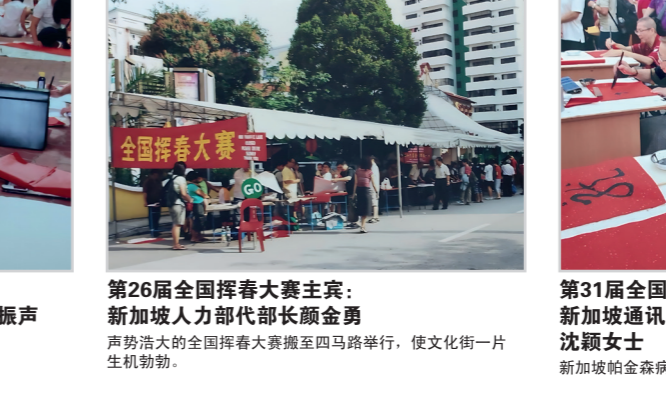 全国挥春大赛
GO
振声
第26届全国挥春大赛主宾：
新加坡人力部代部长颜金勇
声势浩大的全国挥春大赛搬至四马路举行，使文化街一片
生机勃勃。
第31届全国
新加坡通讯
沈颖女士
新加坡帕金森病